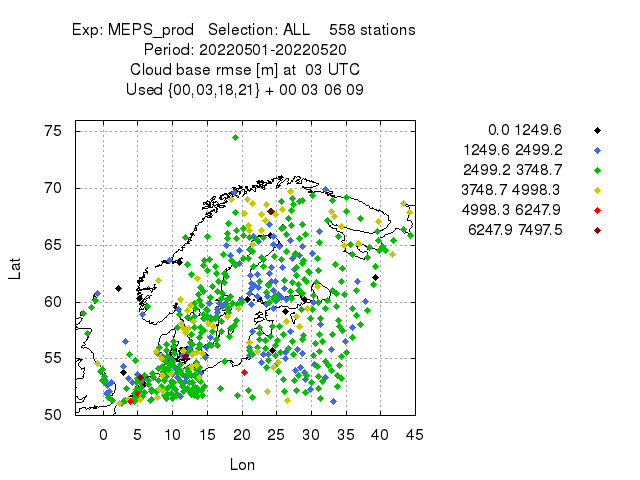 Exp: MEPS_prod   Selection: ALL    558 stations
Period: 20220501-20220520
Cloud base rmse [m] at  03 UTC
Used {00,03,18,21} + 00 03 06 09
0.0 1249.6
1249.6 2499.2
2499.2 3748.7
3748.7 4998.3
4998.3 6247.9
6247.9 7497.5
75
70
65
60
55
50
Lat
0 5 10 15 20 25 30 35 40 45
Lon